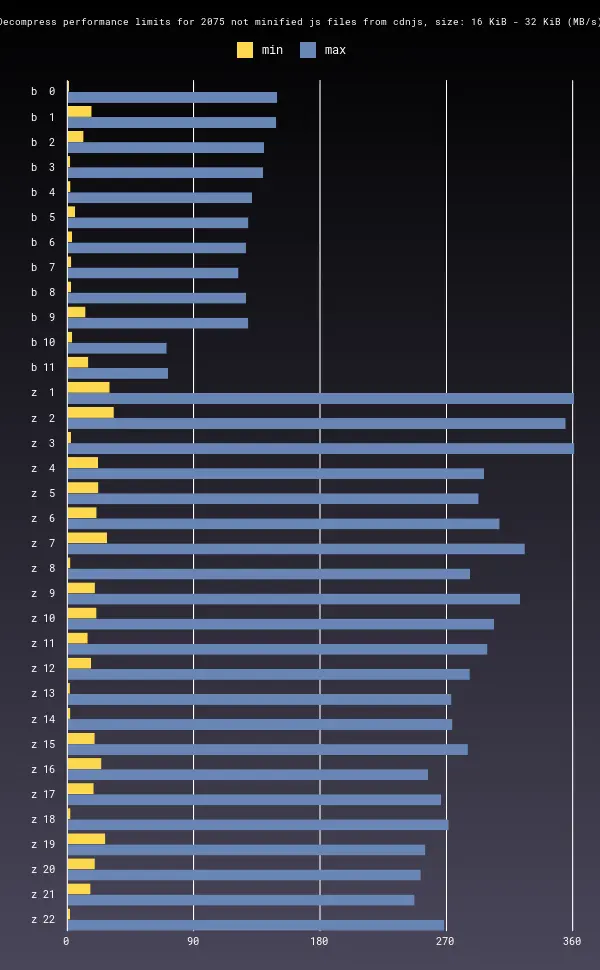 Decompress performance limits for 2075 not minified js files from cdnjs, size: 16 KiB - 32 KiB (MB/s)
min max
b 0
b 1
b 2
b 3
b 4
b 5
b 6
b 7
b 8
b 9
b 10
b 11
z 1
z 2
z 3
z 4
z 5
z 6
z 7
z 8
z 9
z 10
z 11
z 12
z 13
z 14
z 15
z 16
z 17
z 18
z 19
z 20
z 21
z 22
0 90 180 270 360